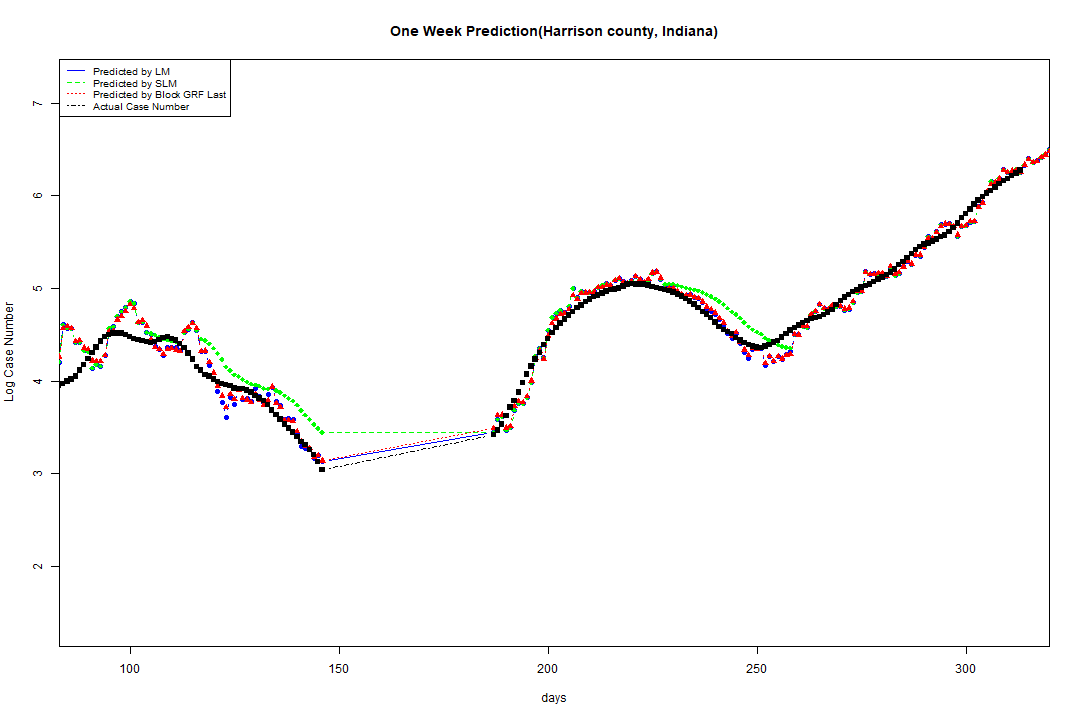 One Week Prediction(Harrison county, Indiana)
Predicted by LM
Predicted by SLM
Predicted by Block GRF Last
Actual Case Number
Log Case Number
7
6
5
4
3
2
100 150 200 250 300
days